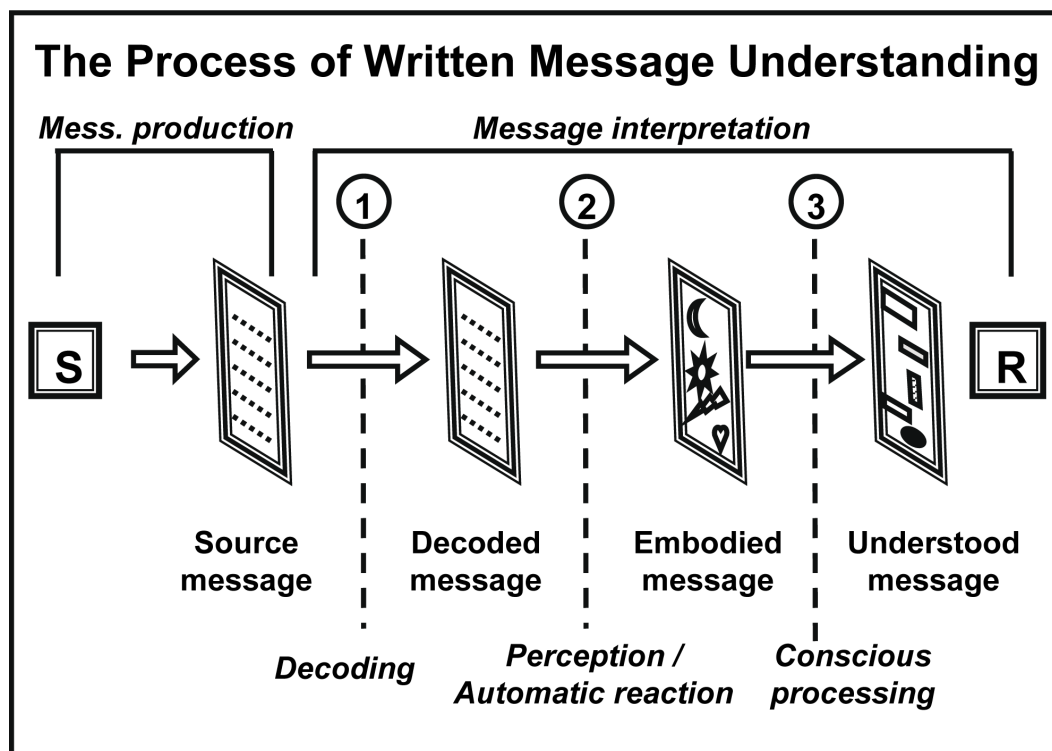 The Process of Written Message Understanding
Mess. production
Message interpretation
1
2
3
S
R
Source
message
Decoded
message
Embodied
message
Understood
message
Decoding
Perception /
Automatic reaction
Conscious
processing